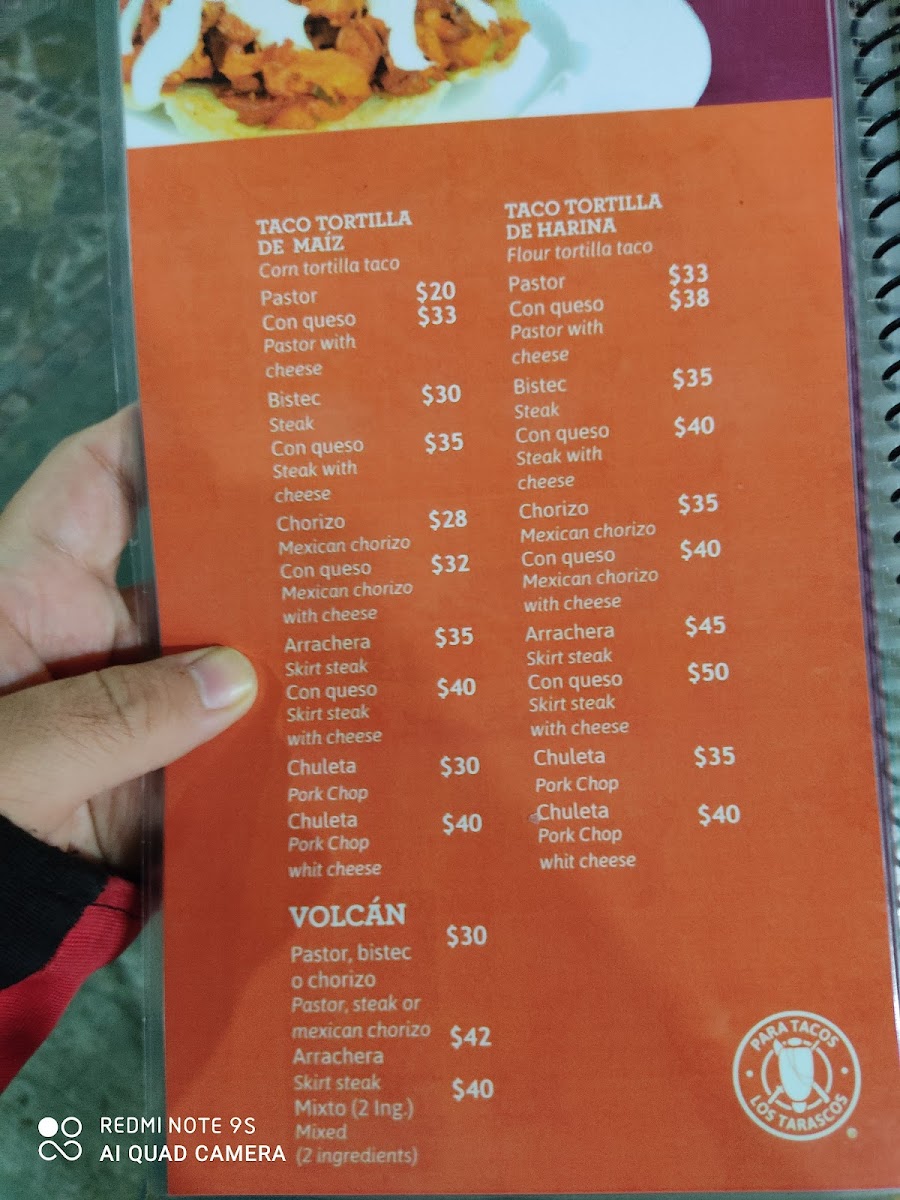 TACO TORTILLA
DE MAÍZ
Corn tortilla taco
Pastor $20
Con queso $33
Pastor with
cheese
Bistec $30
Steak
Con queso $35
Steak with
cheese
Chorizo $28
Mexican chorizo
Con queso $32
Mexican chorizo
with cheese
Arrachera $35
Skirt steak
Con queso $40
Skirt steak
with cheese
Chuleta $30
Pork Chop
Chuleta $40
Pork Chop
whit cheese
VOLCÁN
$30
Pastor, bistec
o chorizo
Pastor, steak or
mexican chorizo $42
Arrachera
Skirt steak $40
Mixto (2 Ing.)
Mixed
(2 ingredients)
TACO TORTILLA
DE HARINA
Flour tortilla taco
Pastor $33
Con queso $38
Pastor with
cheese
Bistec $35
Steak
Con queso $40
Steak with
cheese
Chorizo $35
Mexican chorizo
Con queso $40
Mexican chorizo
with cheese
Arrachera $45
Skirt steak
Con queso $50
Skirt steak
with cheese
Chuleta $35
Pork Chop
Chuleta $40
Pork Chop
whit cheese
PARA TACOS
LOS TARASCOS
REDMI NOTE 9S
AI QUAD CAMERA